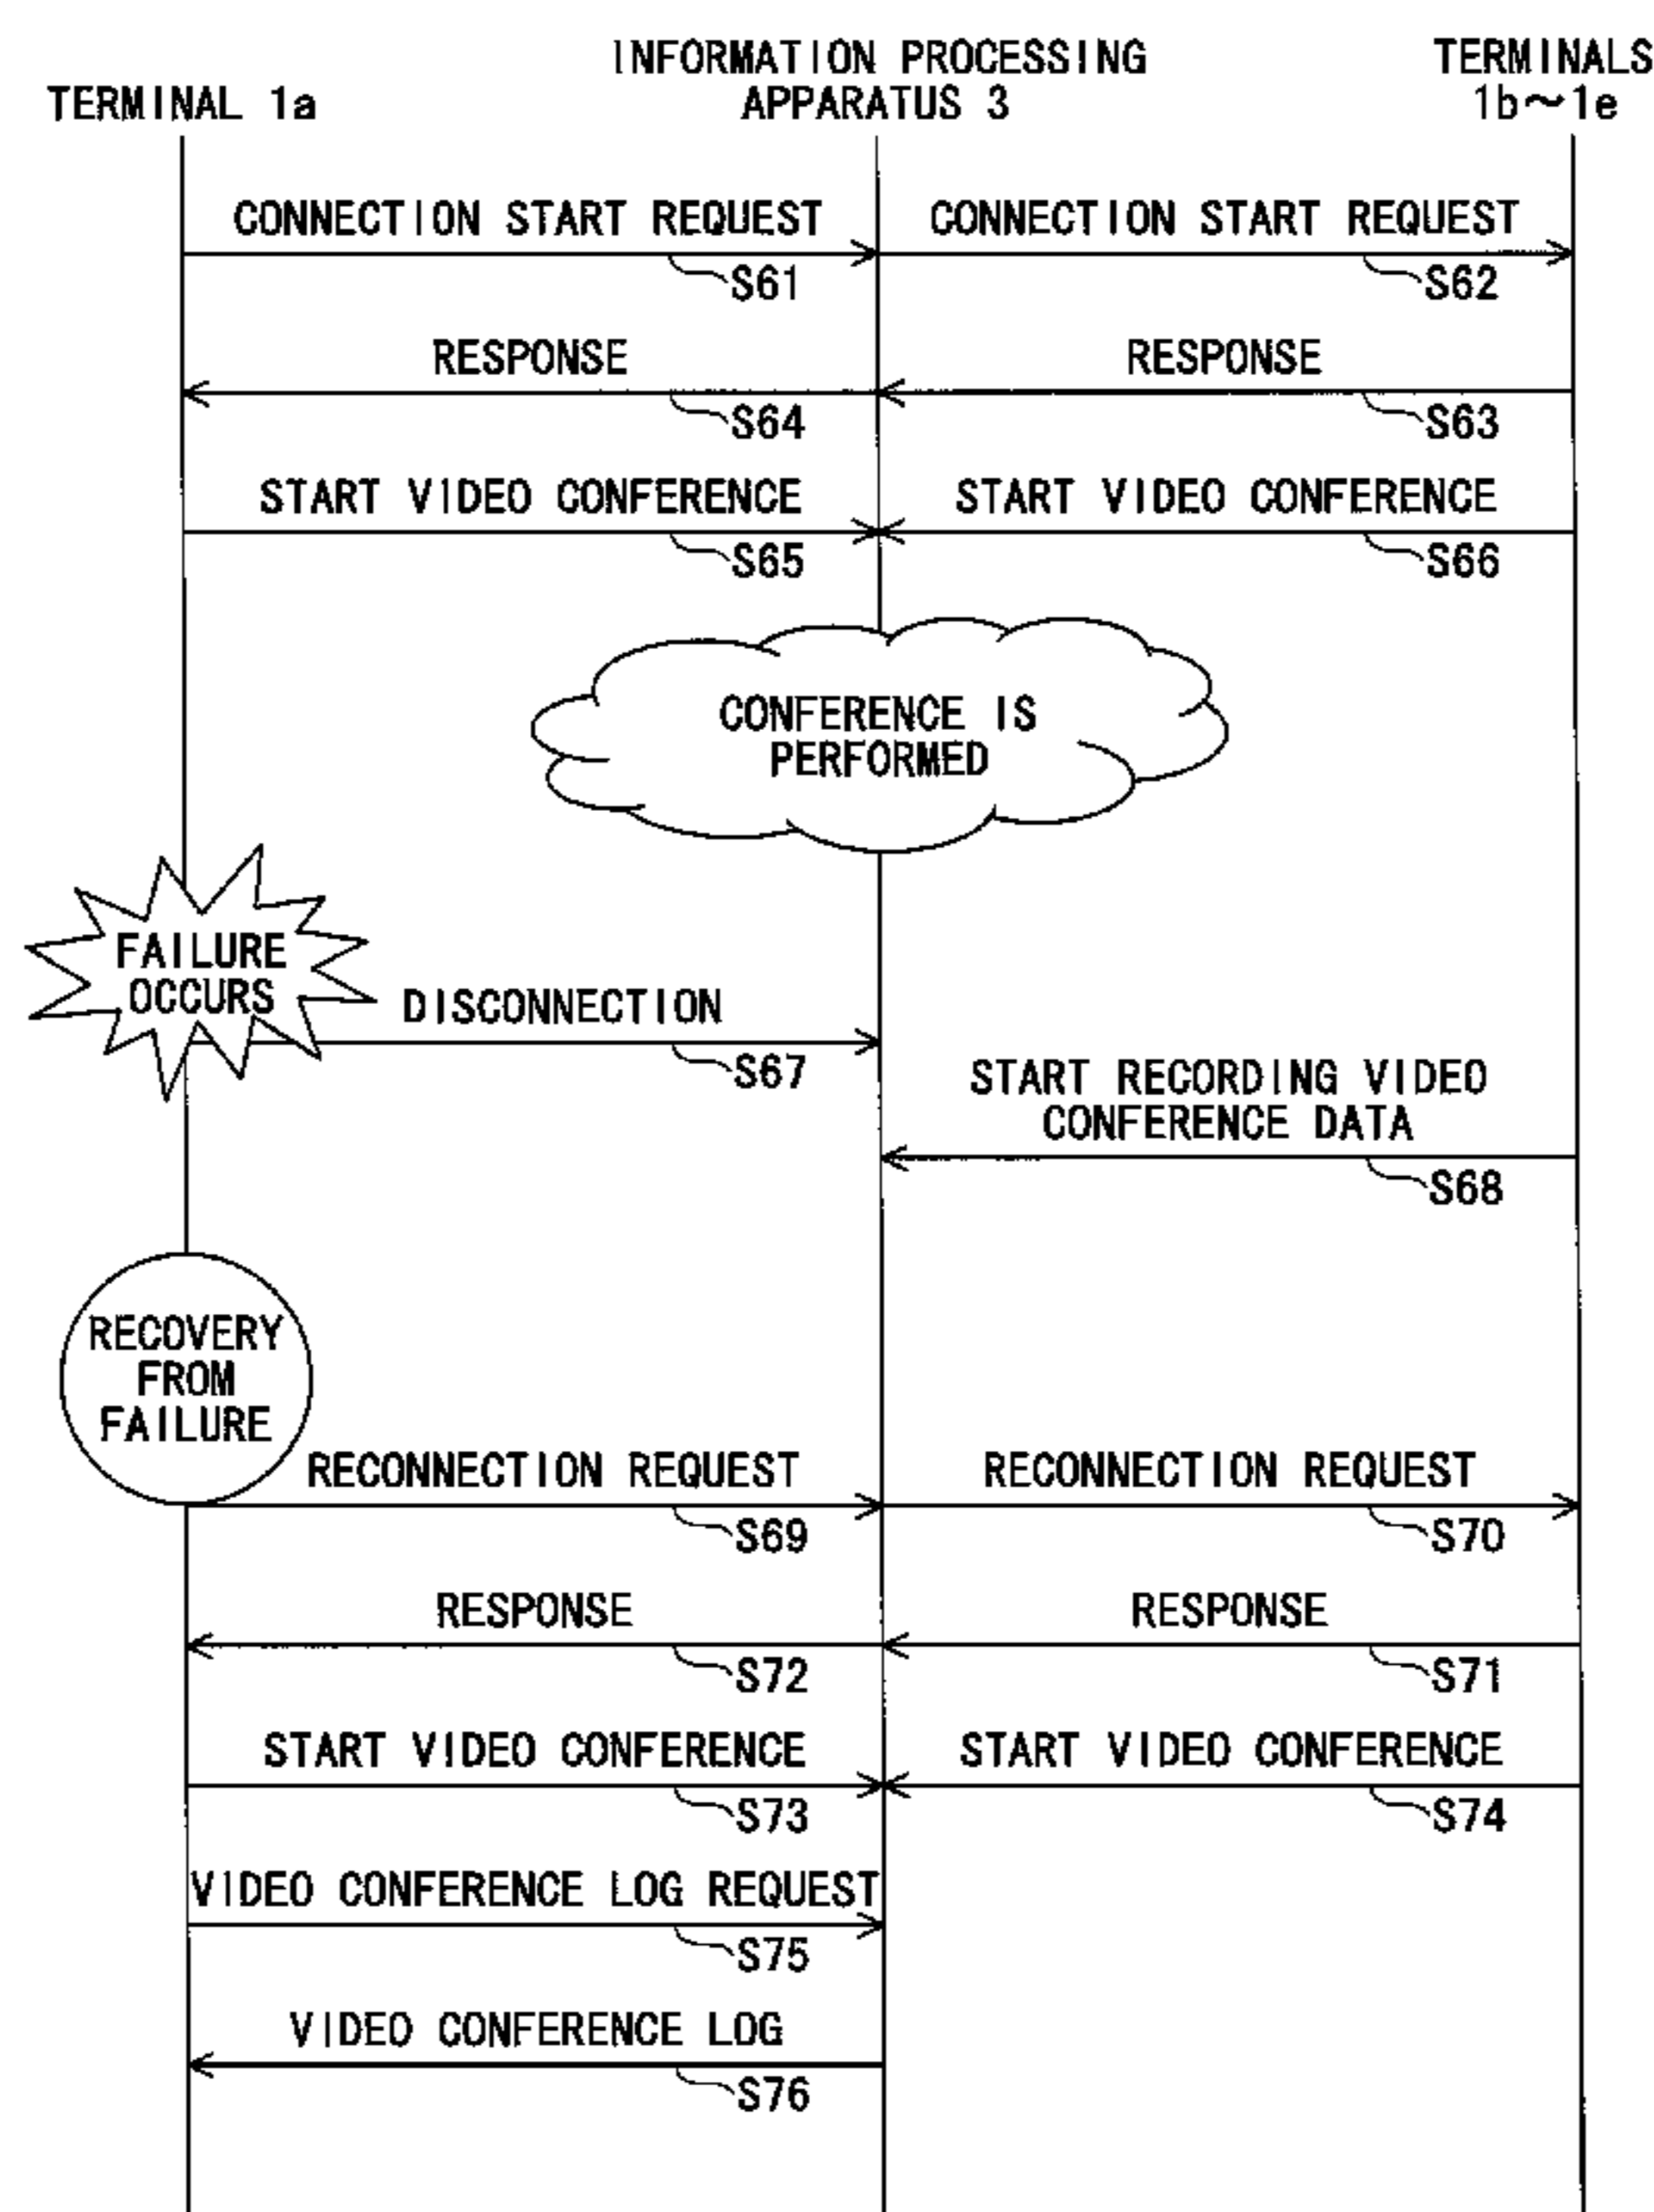 INFORMATION PROCESSING
APPARATUS 3
TERMINALS
1b～1e
TERMINAL 1a
CONNECTION START REQUEST
CONNECTION START REQUEST
S61
S62
RESPONSE
RESPONSE
S64
S63
START VIDEO CONFERENCE
START VIDEO CONFERENCE
S65
S66
CONFERENCE IS
PERFORMED
FAILURE
OCCURS
DISCONNECTION
S67
START RECORDING VIDEO
CONFERENCE DATA
S68
RECOVERY
FROM
FAILURE
RECONNECTION REQUEST
RECONNECTION REQUEST
S69
S70
RESPONSE
RESPONSE
S72
S71
START VIDEO CONFERENCE
START VIDEO CONFERENCE
S73
S74
VIDEO CONFERENCE LOG REQUEST
S75
VIDEO CONFERENCE LOG
S76